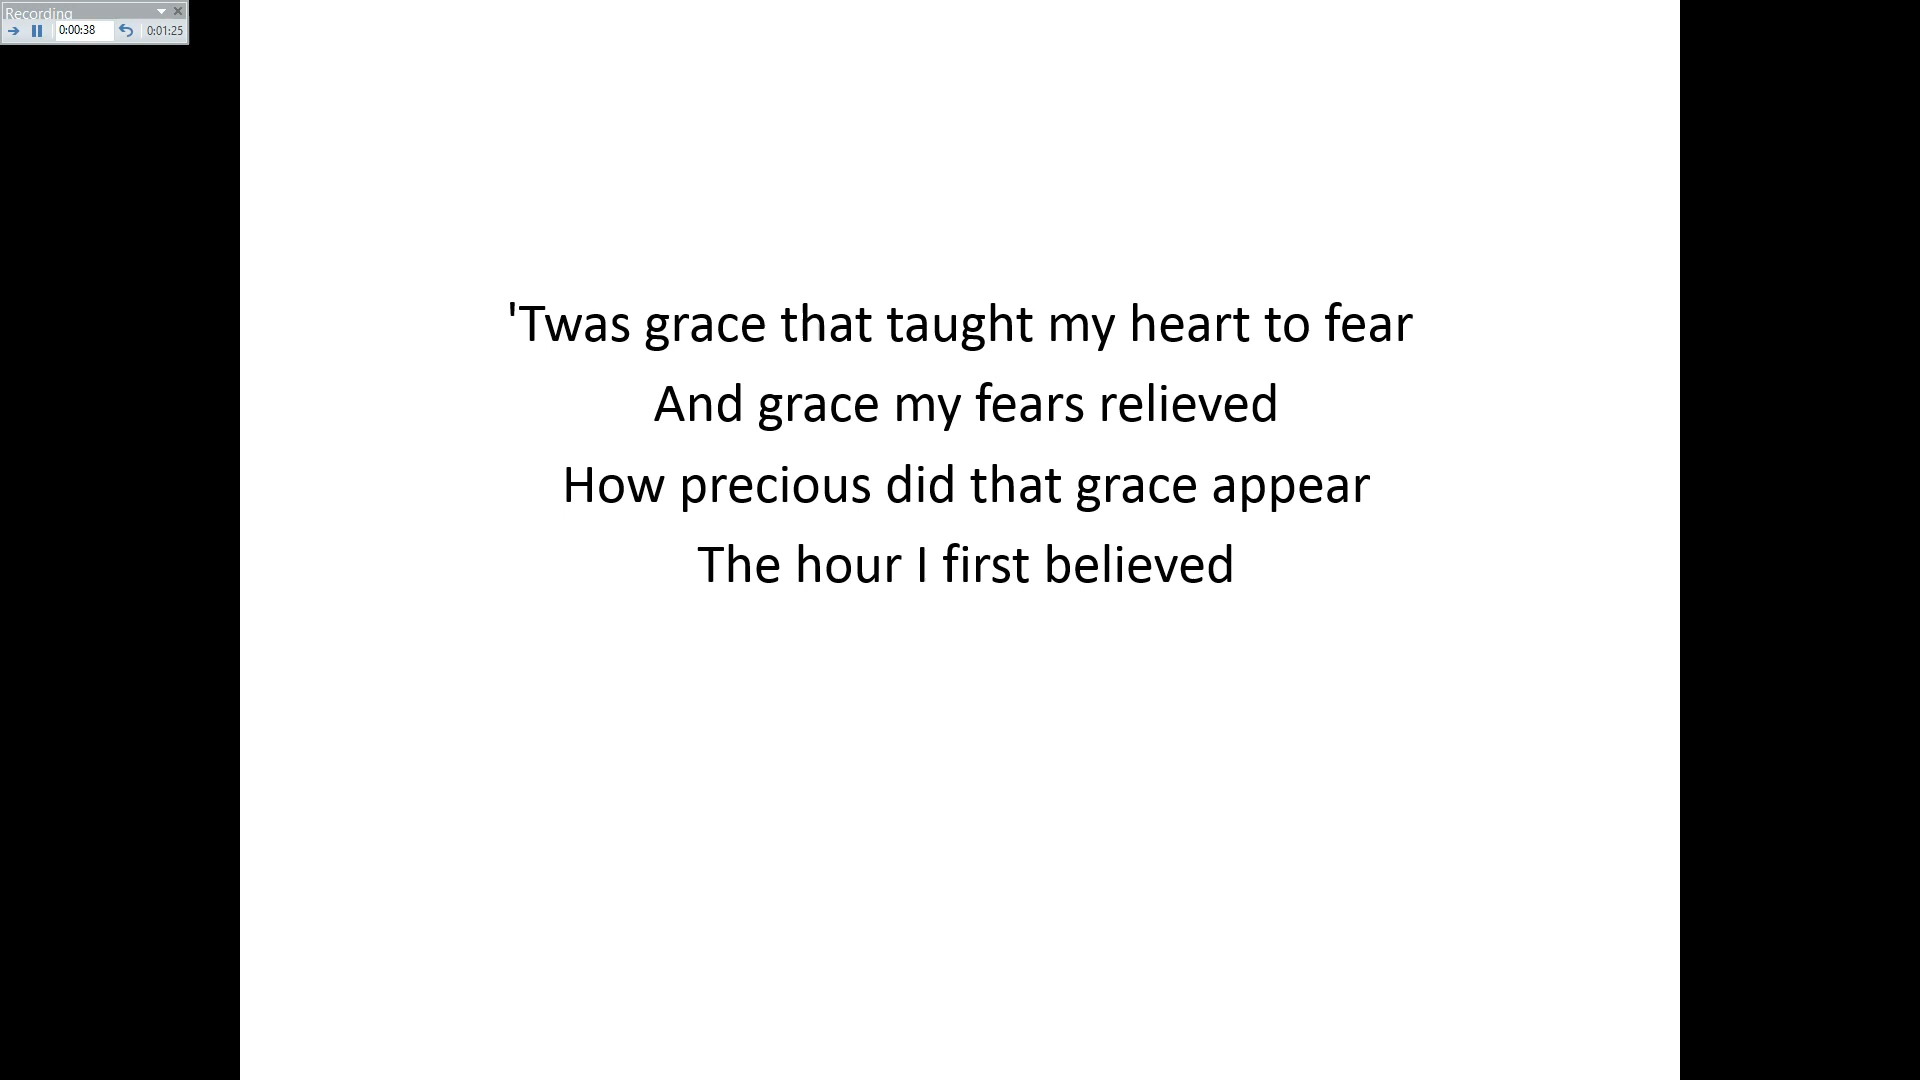 Recording
0:00:38 0:01:25
'Twas grace that taught my heart to fear
And grace my fears relieved
How precious did that grace appear
The hour I first believed